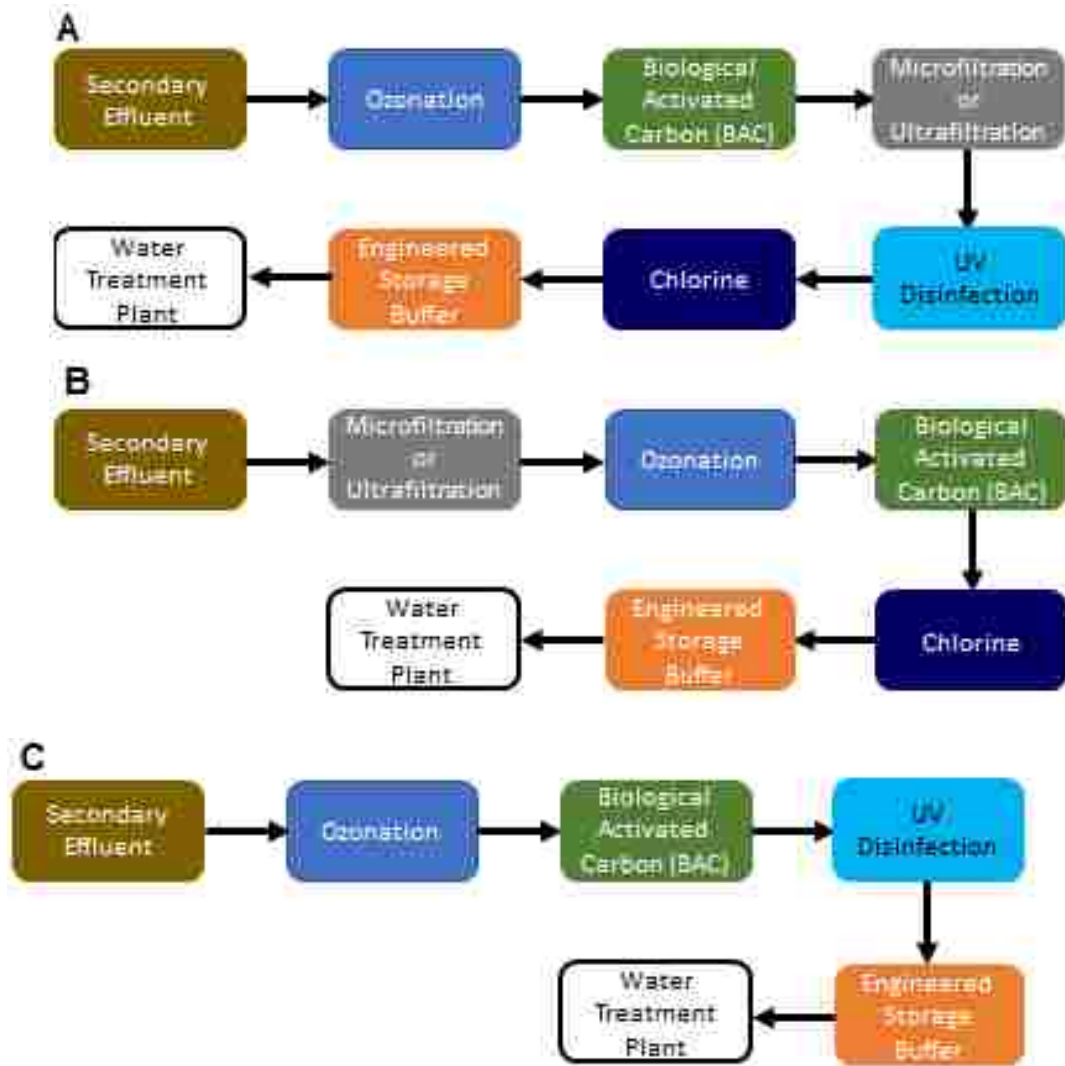 A
Secondary
Effluent
Ozonation
Biological
Activated
Carbon (BAC)
Microfiltration
or
Ultrafiltration
Water
Treatment
Plant
Engineered
Storage
Buffer
Chlorine
UV
Disinfection
B
Secondary
Effluent
Microfiltration
or
Ultrafiltration
Ozonation
Biological
Activated
Carbon (BAC)
Water
Treatment
Plant
Engineered
Storage
Buffer
Chlorine
C
Secondary
Effluent
Ozonation
Biological
Activated
Carbon (BAC)
UV
Disinfection
Water
Treatment
Plant
Engineered
Storage
Buffer